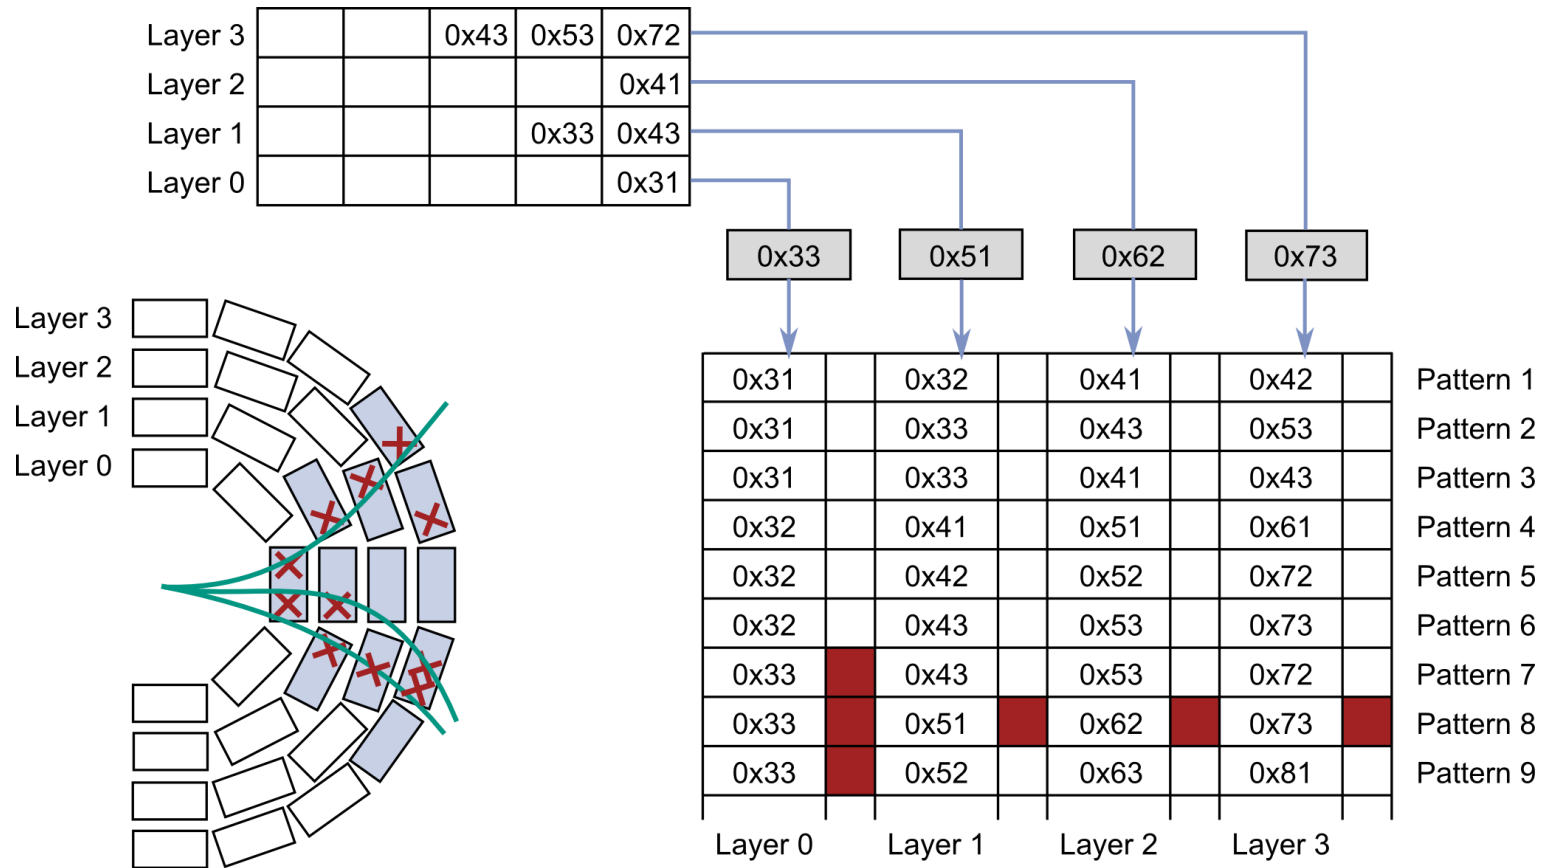 Layer 3 0x43 0x53 0x72
Layer 2 0x41
Layer 1 0x33 0x43
Layer 0 0x31
0x33 0x51 0x62 0x73
Layer 3
Layer 2
Layer 1
Layer 0
0x31 0x32 0x41 0x42 Pattern 1
0x31 0x33 0x43 0x53 Pattern 2
0x31 0x33 0x41 0x43 Pattern 3
0x32 0x41 0x51 0x61 Pattern 4
0x32 0x42 0x52 0x72 Pattern 5
0x32 0x43 0x53 0x73 Pattern 6
0x33 0x43 0x53 0x72 Pattern 7
0x33 0x51 0x62 0x73 Pattern 8
0x33 0x52 0x63 0x81 Pattern 9
Layer 0 Layer 1 Layer 2 Layer 3